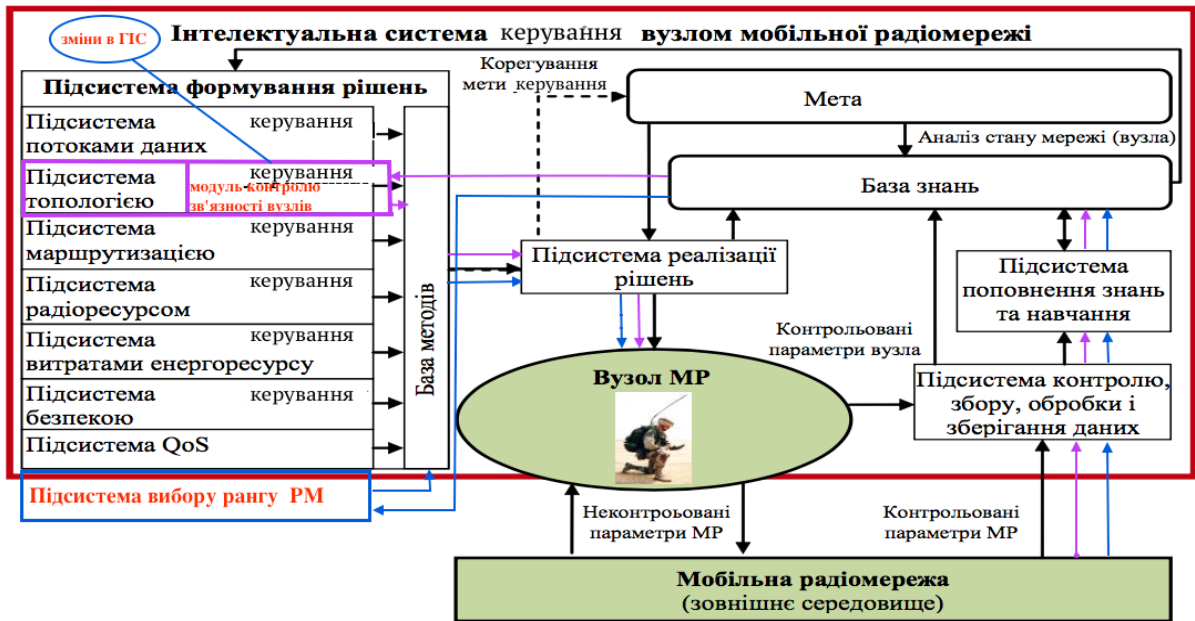 зміни в ГІС
Інтелектуальна система керування вузлом мобільної радіомережі
Підсистема формування рішень
Підсистема керування
потоками даних
Підсистема керування
топологією
модуль контролю
зв'язності вузлів
Підсистема керування
маршрутизацією
Підсистема керування
радіоресурсом
Підсистема керування
витратами енергоресурсу
Підсистема керування
безпекою
Підсистема QoS
База методів
Підсистема вибору рангу РМ
Корегування
мети керування
Мета
Аналіз стану мережі (вузла)
База знань
Підсистема реалізації
рішень
Підсистема
поповнення знань
та навчання
Контрольовані
параметри вузла
Вузол МР
Підсистема контролю,
збору, обробки і
зберігання даних
Неконтроьовані
параметри МР
Контрольовані
параметри МР
Мобільна радіомережа
(зовнішнє середовище)